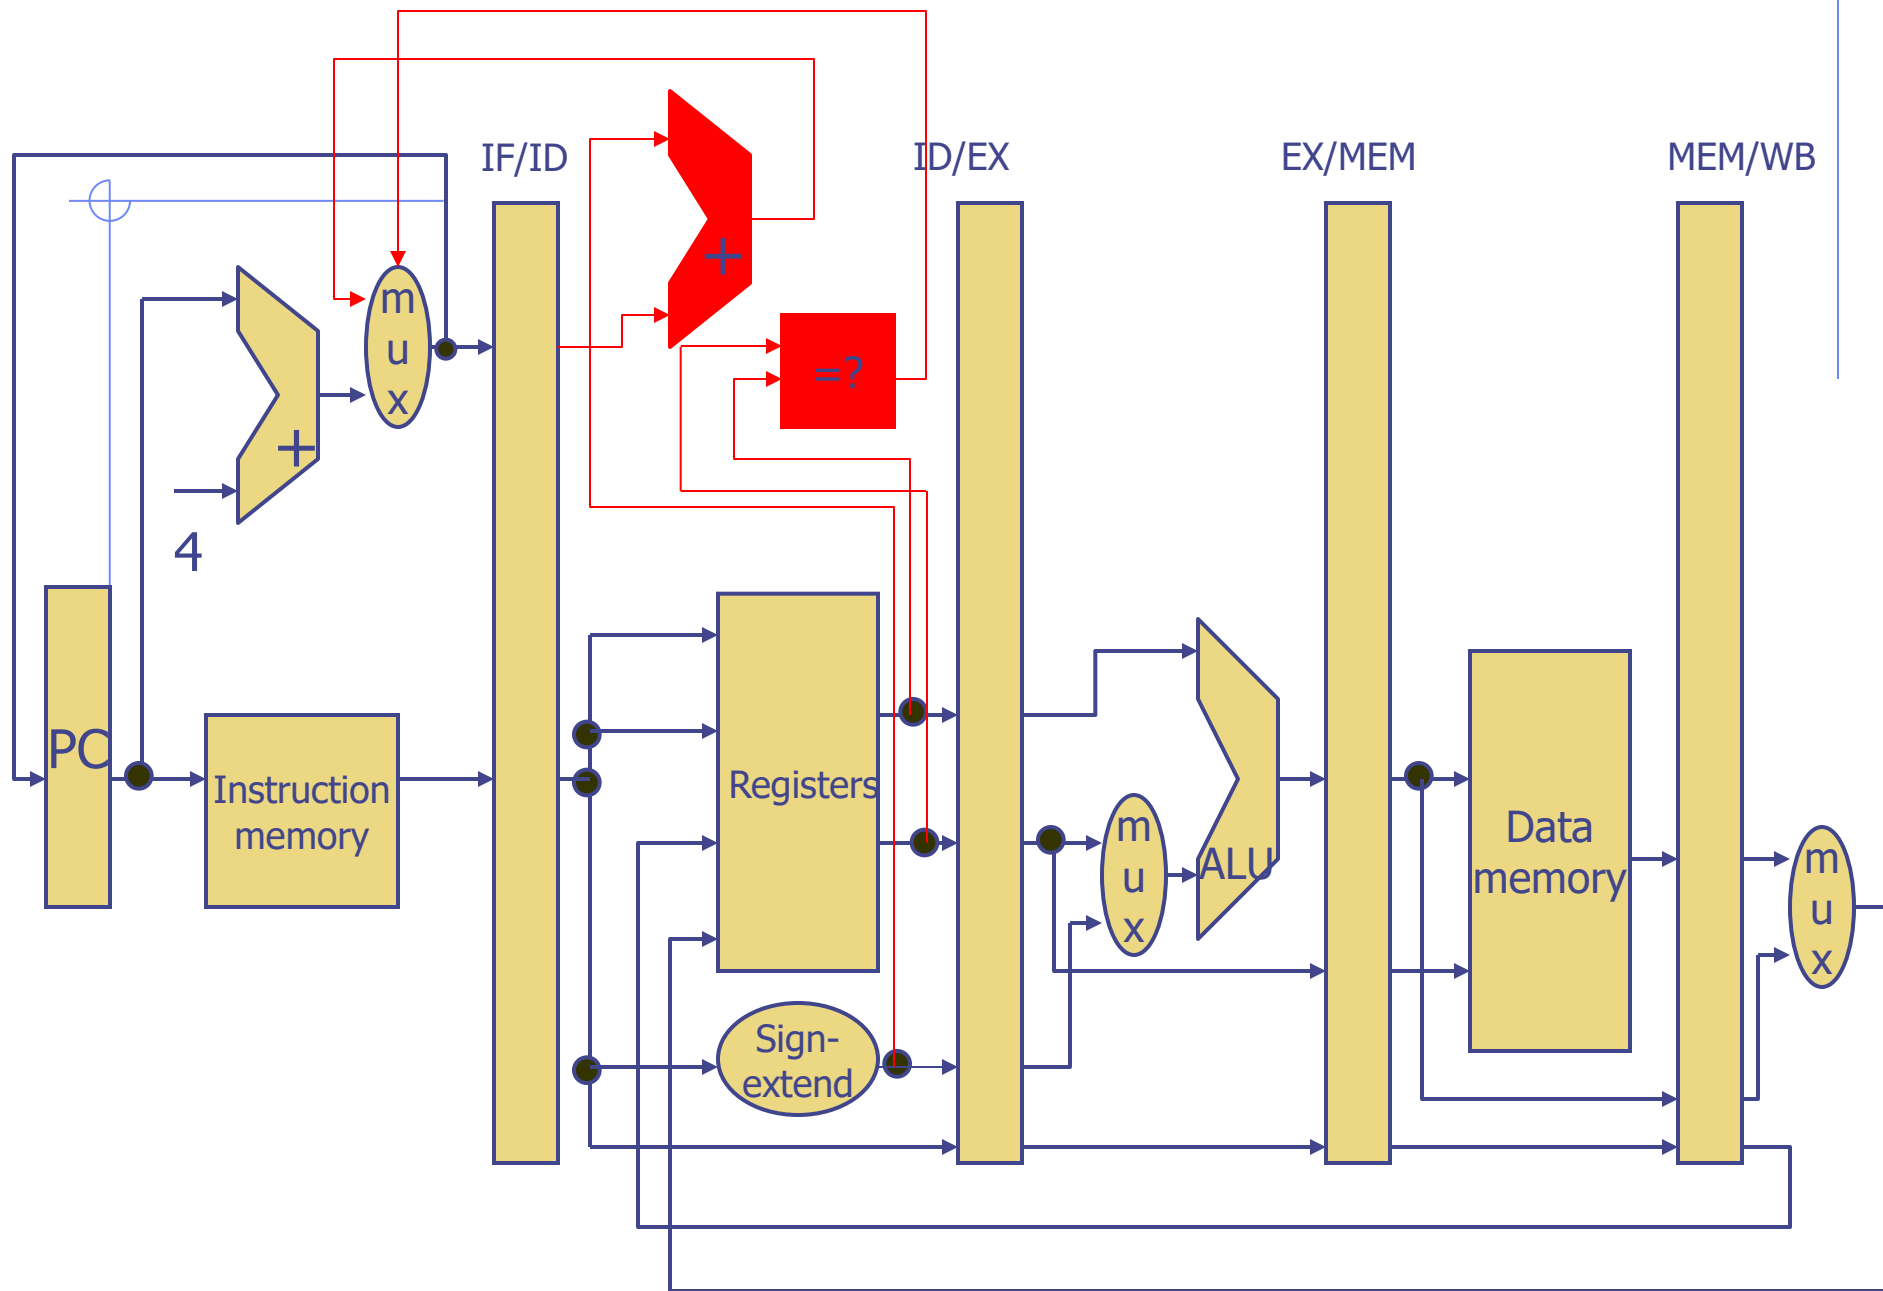 IF/ID
ID/EX
EX/MEM
MEM/WB
+
m
u
x
=?
+
4
PC
Instruction
memory
Registers
Sign-
extend
m
u
x
ALU
Data
memory
m
u
x